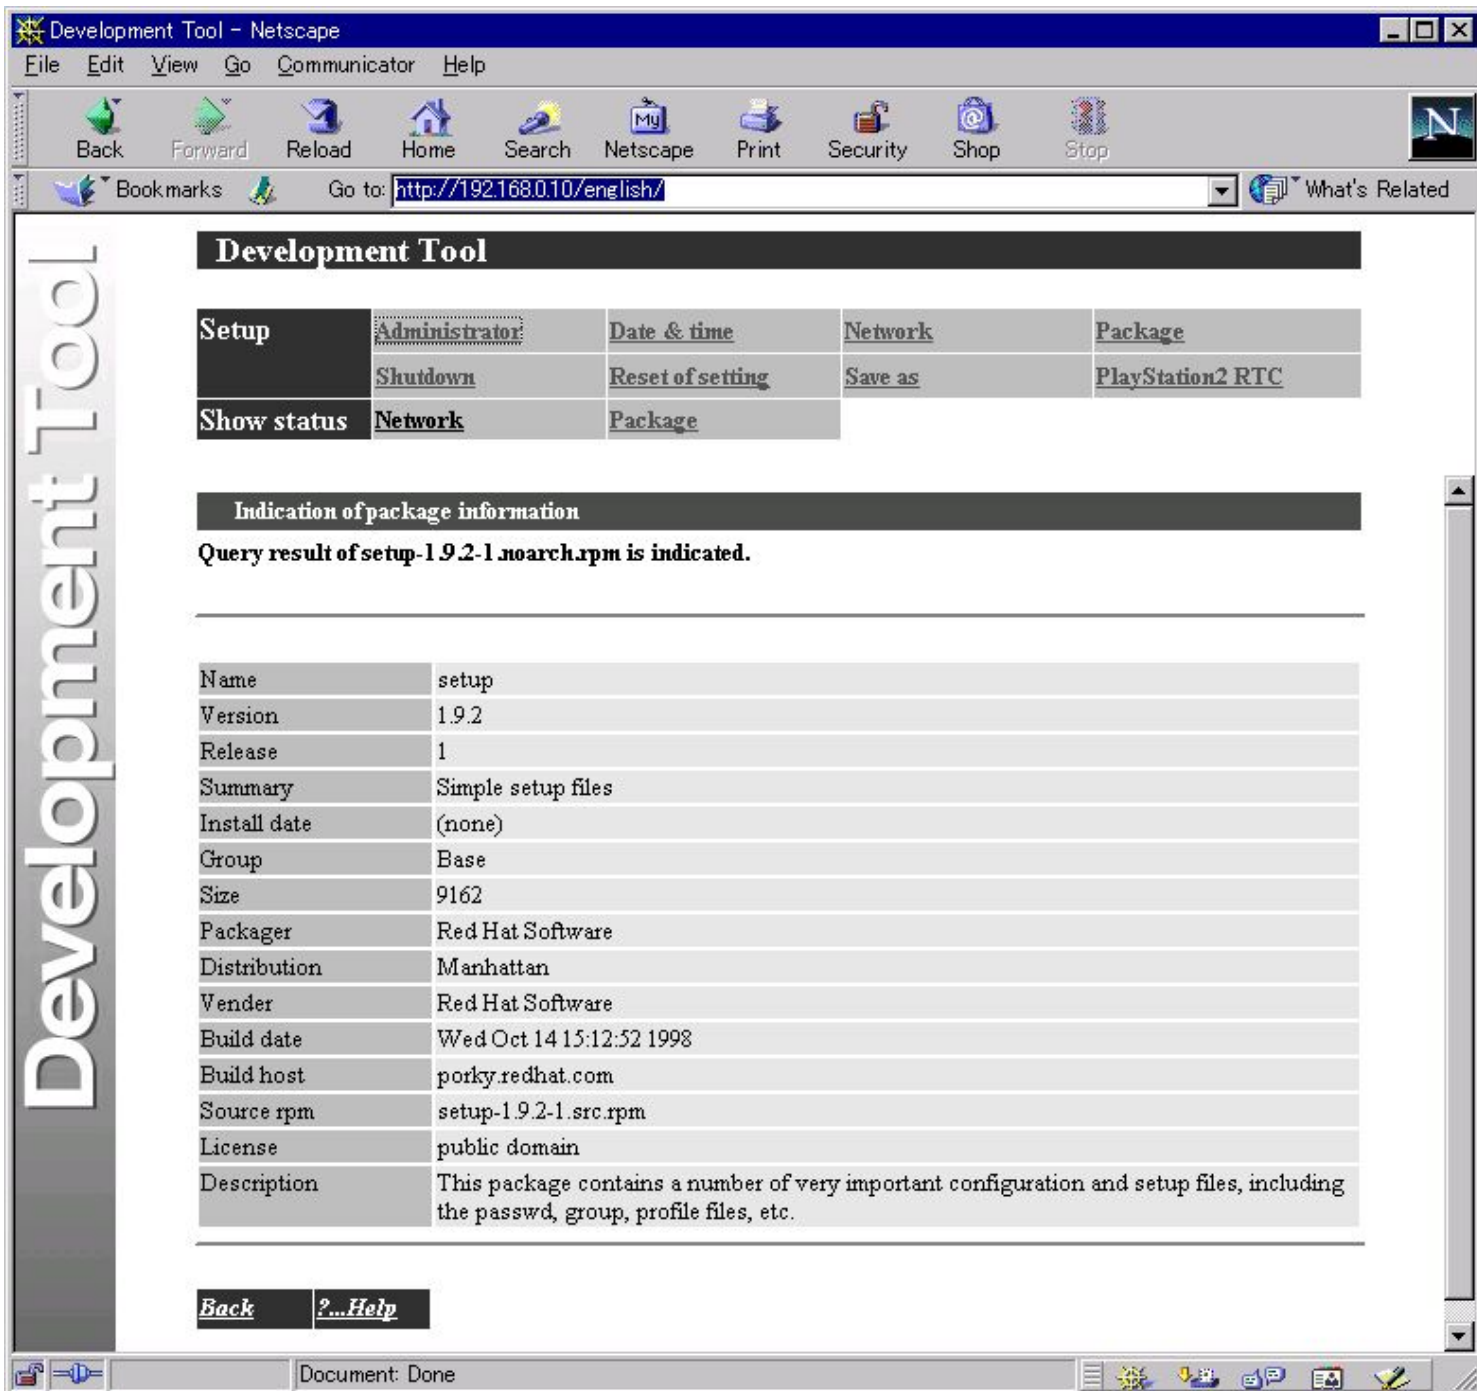 Development Tool - Netscape
File Edit View Go Communicator Help
My
N
Back Forward Reload Home Search Netscape Print Security Shop Stop
Bookmarks Go to: http://192.168.0.10/english/ What's Related
Development Tool
Development Tool
Setup Administrator Date & time Network Package
Shutdown Reset of setting Save as PlayStation2 RTC
Show status Network Package
Indication of package information
Query result of setup-1.9.2-1.noarch.rpm is indicated.
Name setup
Version 1.9.2
Release 1
Summary Simple setup files
Install date (none)
Group Base
Size 9162
Packager Red Hat Software
Distribution Manhattan
Vender Red Hat Software
Build date Wed Oct 14 15:12:52 1998
Build host porky.redhat.com
Source rpm setup-1.9.2-1.src.rpm
License public domain
Description This package contains a number of very important configuration and setup files, including
the passwd, group, profile files, etc.
Back ?...Help
Document: Done